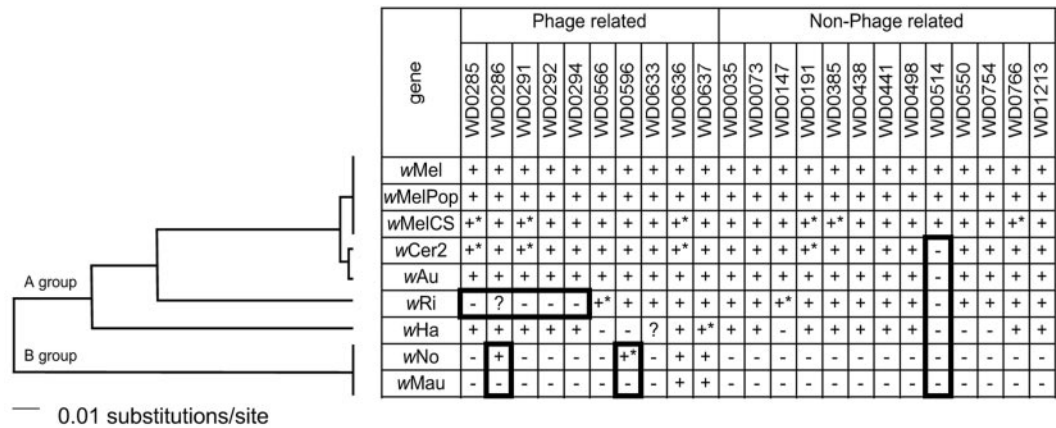 Phage related Non-Phage related
gene WD0285 WD0286 WD0291 WD0292 WD0294 WD0566 WD0596 WD0633 WD0636 WD0637 WD0035 WD0073 WD0147 WD0191 WD0385 WD0438 WD0441 WD0498 WD0514 WD0550 WD0754 WD0766 WD1213
wMel + + + + + + + + + + + + + + + + + + + + + + +
wMelPop + + + + + + + + + + + + + + + + + + + + + + +
wMelCS +* + +* + + + + + +* + + + + +* +* + + + + + + +* +
wCer2 +* + +* + + + + + +* + + + + +* + + + + - + + + +
A group
wAu + + + + + + + + + + + + + + + + + + - + + + +
wRi - ? - - - +* + + + + + + +* + + + + + - + + + +
wHa + + + + + - - ? + +* + + - + + + + + - - - + +
B group
wNo - + - - - - +* - + + - - - - - - - - - - - - -
wMau - - - - - - - - + + - - - - - - - - - - - - -
0.01 substitutions/site